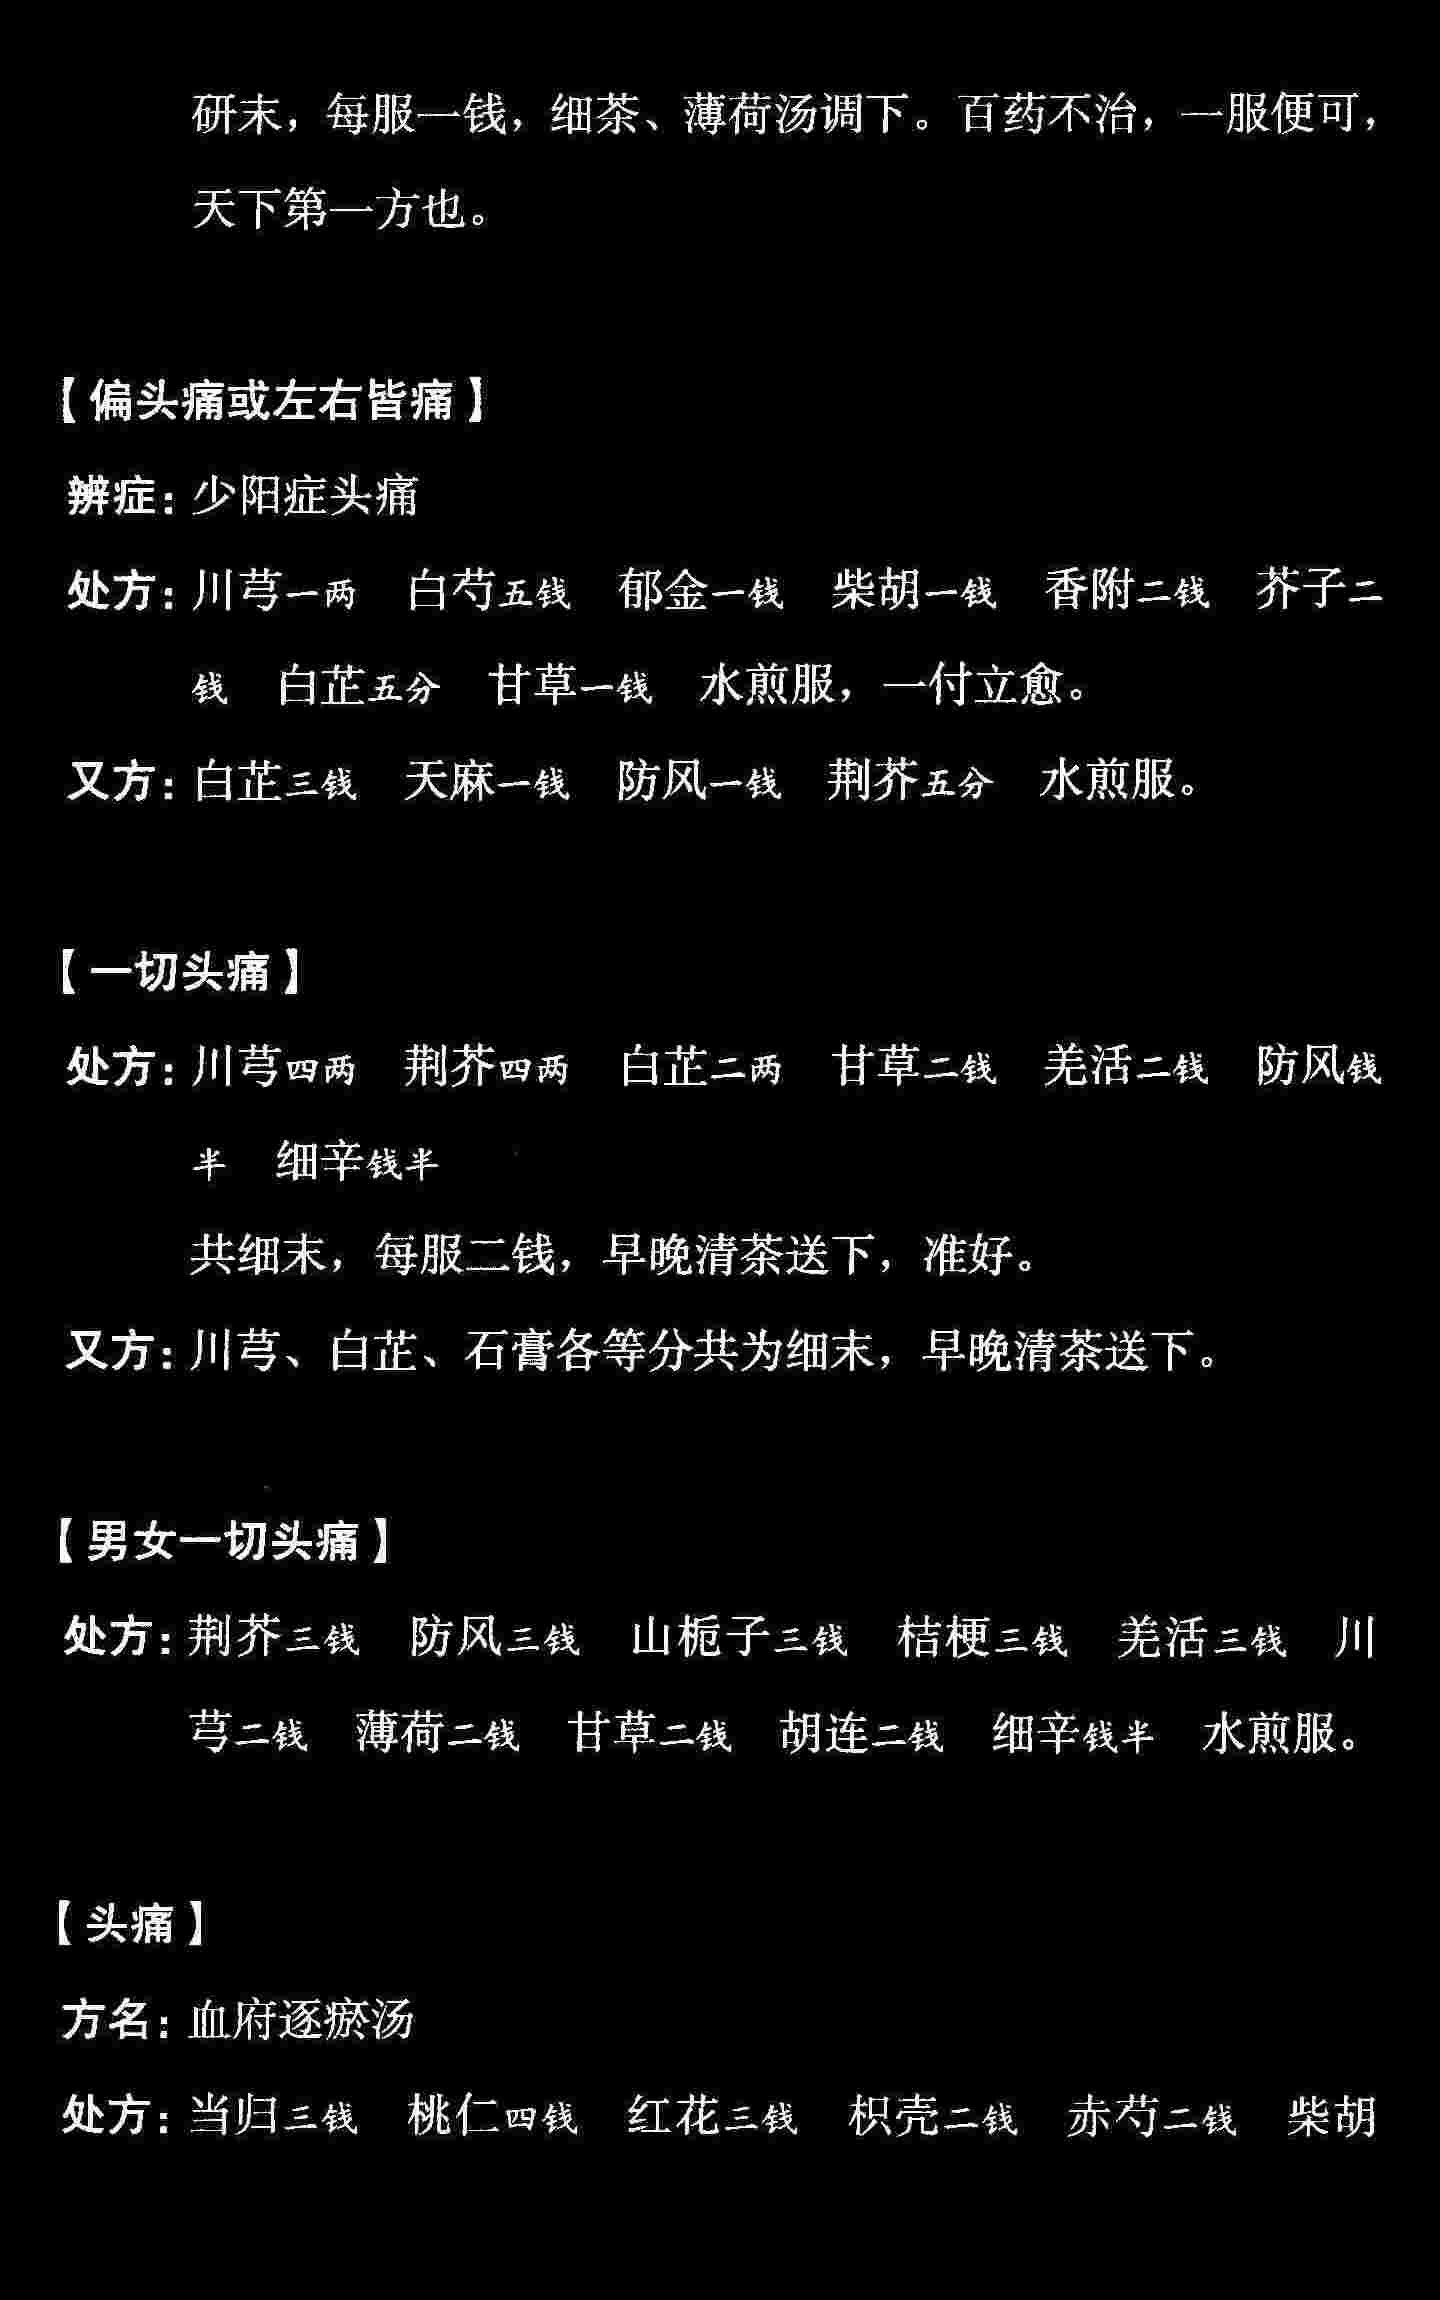 研末，每服一钱，细茶、薄荷汤调下。百药不治，一服便可，
天下第一方也。
【偏头痛或左右皆痛】
辨症：少阳症头痛
处方：川芎一两 白芍五钱 郁金一钱 柴胡一钱 香附二钱 芥子二
钱 白芷五分 甘草一钱 水煎服，一付立愈。
又方：白芷三钱 天麻一钱 防风一钱 荆芥五分 水煎服。
【一切头痛】
处方：川芎四两 荆芥四两 白芷二两 甘草二钱 羌活二钱 防风钱
半 细辛钱半
共细末，每服二钱，早晚清茶送下，准好。
又方：川芎、白芷、石膏各等分共为细末，早晚清茶送下。
【男女一切头痛】
处方：荆芥三钱 防风三钱 山栀子三钱 桔梗三钱 羌活三钱 川
芎二钱 薄荷二钱 甘草二钱 胡连二钱 细辛钱半 水煎服。
【头痛】
方名：血府逐瘀汤
处方：当归三钱 桃仁四钱 红花三钱 枳壳二钱 赤芍二钱 柴胡